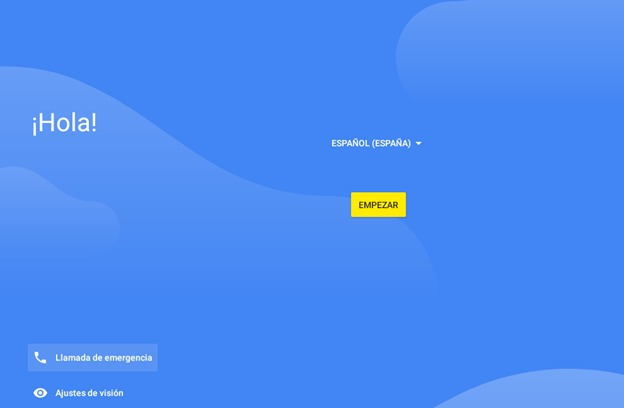 ¡Hola!
ESPAÑOL (ESPAÑA)
EMPEZAR
Llamada de emergencia
Ajustes de visión